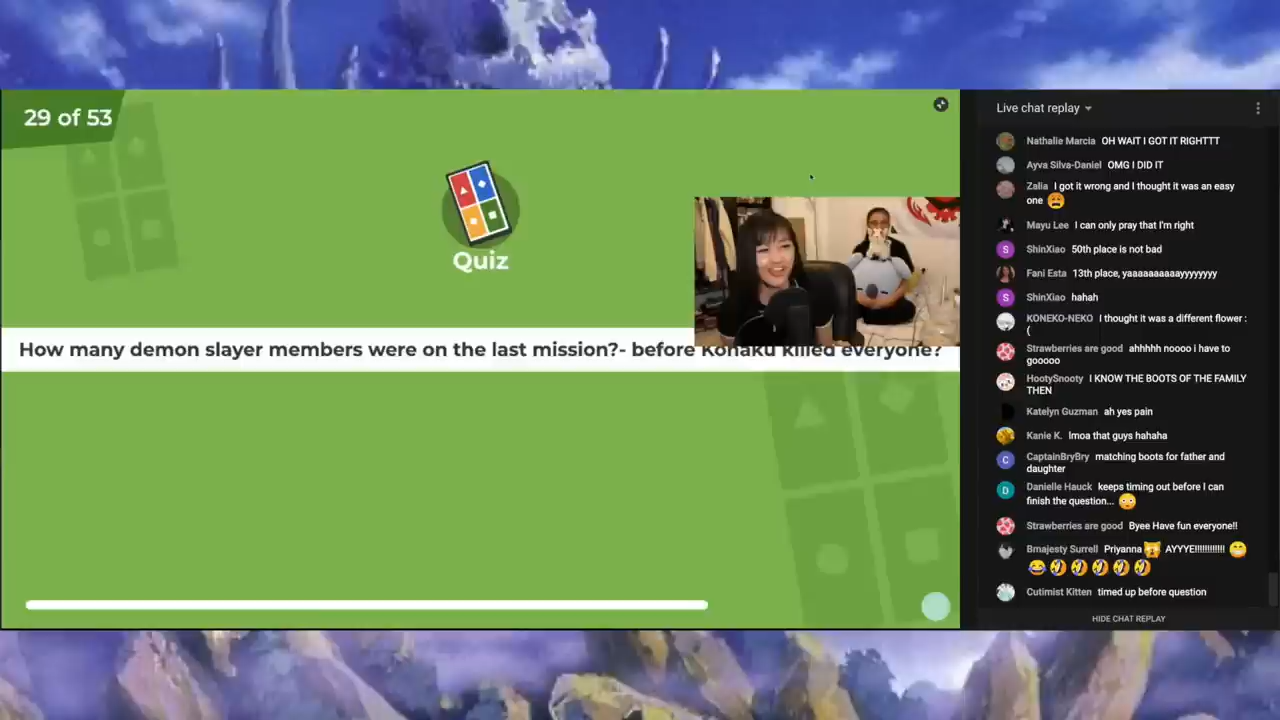 29 of 53
Quiz
How many demon slayer members were on the last mission?- before Kohaku killed everyone?
Live chat replay
Nathalie Marcia OH WAIT I GOT IT RIGHTTT
Ayva Silva-Daniel OMG I DID IT
Zalia I got it wrong and I thought it was an easy
one
Mayu Lee I can only pray that I'm right
S
ShinXiao 50th place is not bad
Fani Esta 13th place, yaaaaaaaaayyyyyyyy
S
ShinXiao hahah
KONEKO-NEKO I thought it was a different flower :
(
Strawberries are good ahhhhh noooo i have to
gooooo
HootySnooty I KNOW THE BOOTS OF THE FAMILY
THEN
Katelyn Guzman ah yes pain
Kanie K. lmoa that guys hahaha
C
CaptainBryBry matching boots for father and
daughter
D
Danielle Hauck keeps timing out before I can
finish the question...
Strawberries are good Byee Have fun everyone!!
Bmajesty Surrell Priyanna AYYYE!!!!!!!!!!!!
Cutimist Kitten timed up before question
HIDE CHAT REPLAY